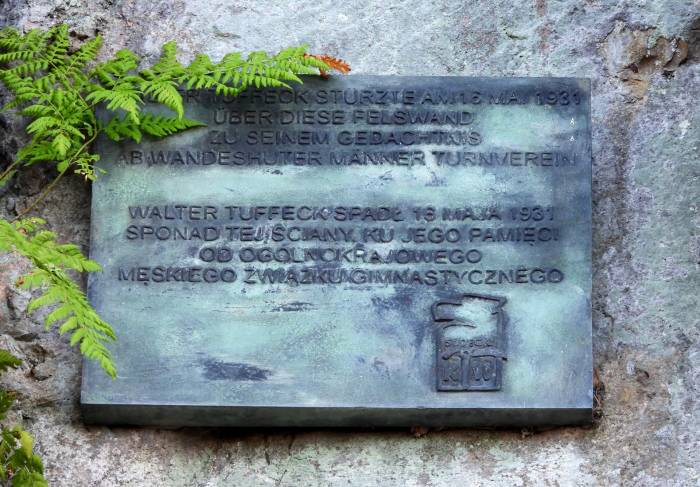 TUFFECK STÜRZTE AM 16 MAI 1931
ÜBER DIESE FELSWAND
ZU SEINEM GEDÄCHTNIS
AB WANDESHUTER MÄNNER TURNVEREIN
WALTER TUFFECK SPADŁ 16 MAJA 1931
SPONAD TEJ ŚCIANY. KU JEGO PAMIĘCI
OD OGÓLNOKRAJOWEGO
MĘSKIEGO ZWIĄZKU GIMNASTYCZNEGO